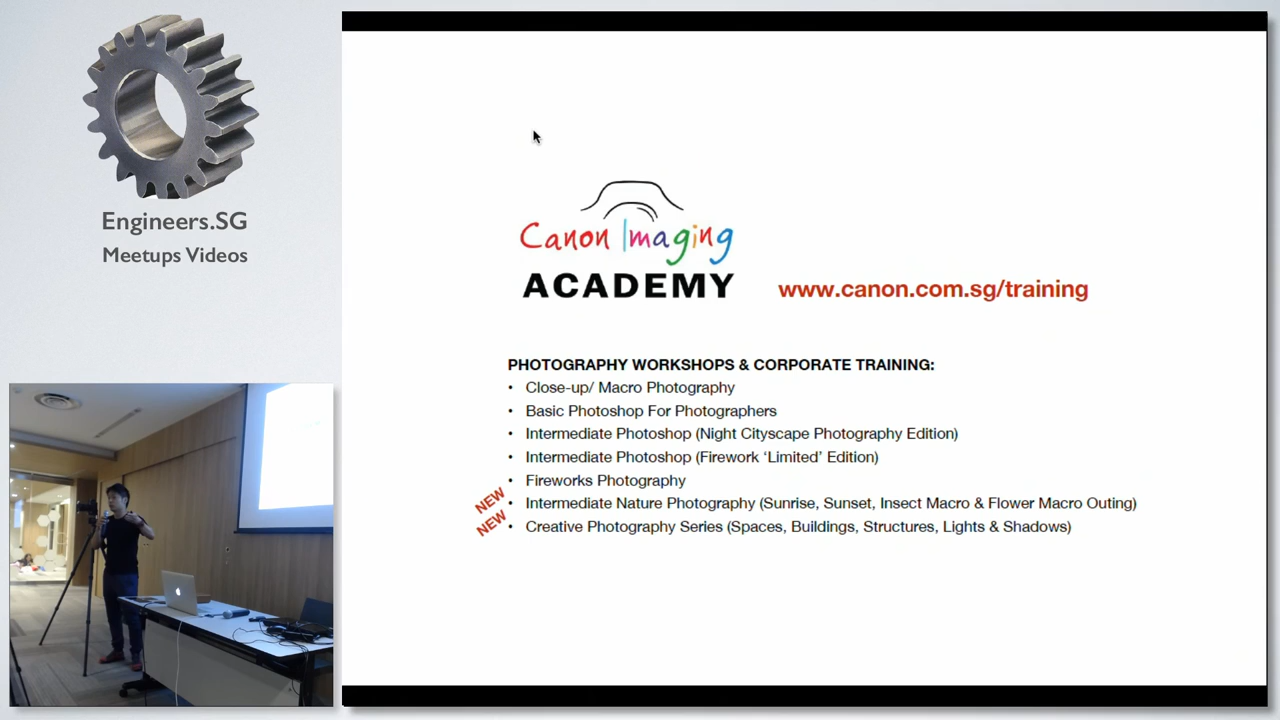 Engineers.SG
Meetups Videos
Canon Imaging
ACADEMY
www.canon.com.sg/training
PHOTOGRAPHY WORKSHOPS & CORPORATE TRAINING:
• Close-up/ Macro Photography
• Basic Photoshop For Photographers
• Intermediate Photoshop (Night Cityscape Photography Edition)
• Intermediate Photoshop (Firework ‘Limited’ Edition)
• Fireworks Photography
NEW • Intermediate Nature Photography (Sunrise, Sunset, Insect Macro & Flower Macro Outing)
NEW • Creative Photography Series (Spaces, Buildings, Structures, Lights & Shadows)